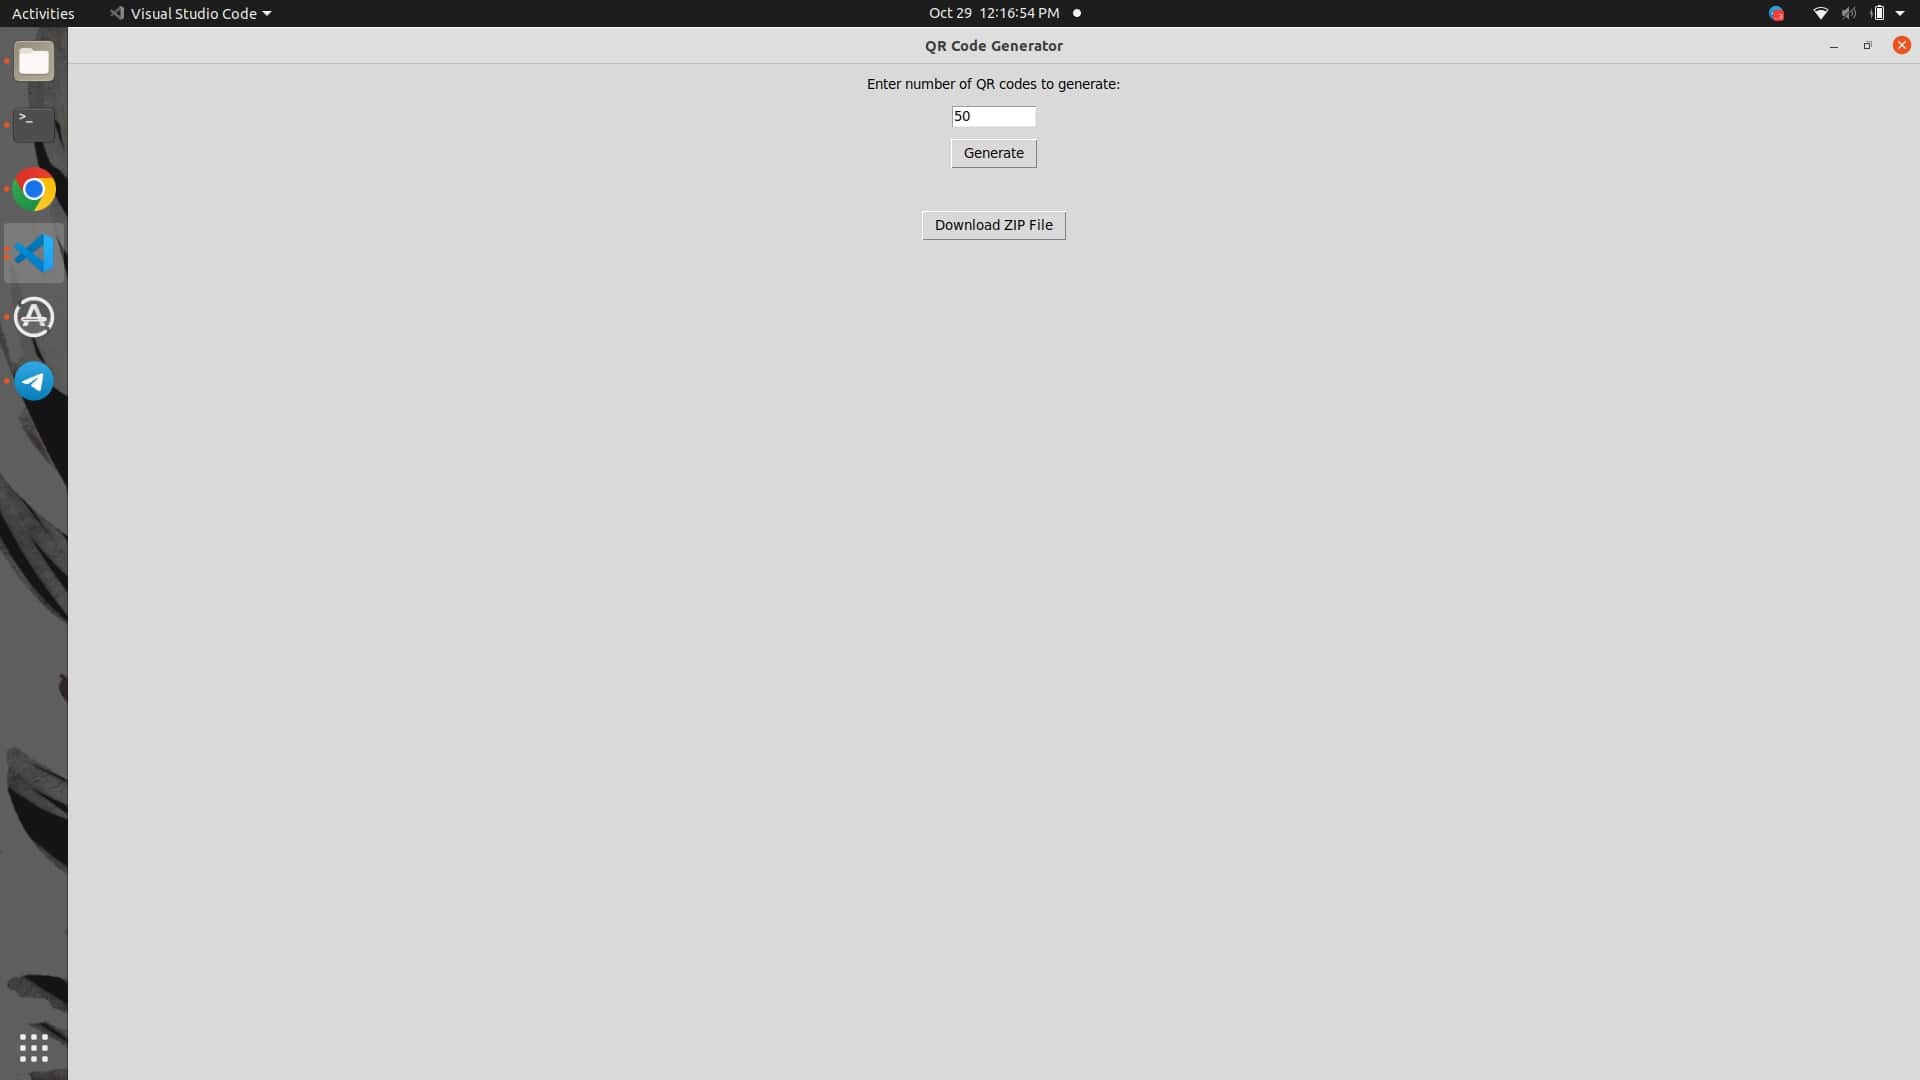 Activities
Visual Studio Code
Oct 29 12:16:54 PM
QR Code Generator
Enter number of QR codes to generate:
50
Generate
Download ZIP File
>_